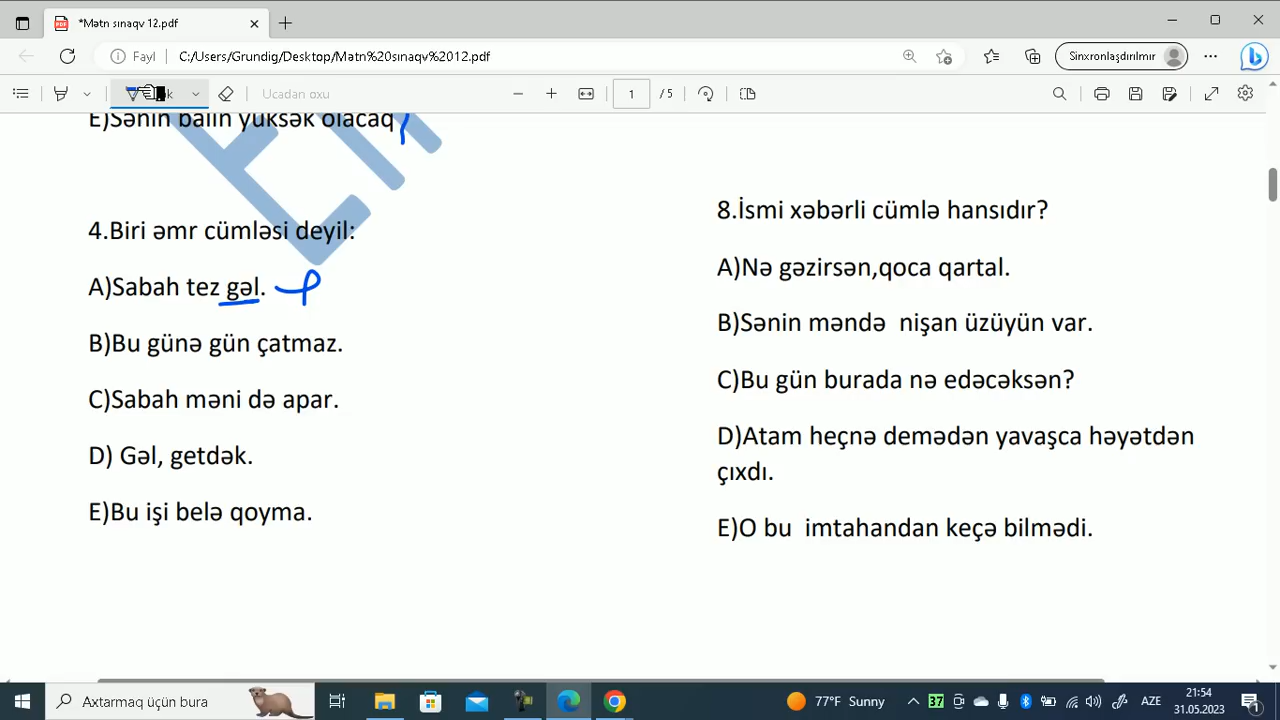 *Mətn sınaqv 12.pdf
Fayl
C:/Users/Grundig/Desktop/Mətn%20sınaqv%2012.pdf
Sinxronlaşdırılmır
Ucadan oxu
1 /5
E)Sənin balın yüksək olacaq
4.Biri əmr cümləsi deyil:
A)Sabah tez gəl.
B)Bu günə gün çatmaz.
C)Sabah məni də apar.
D) Gəl, getdək.
E)Bu işi belə qoyma.
8.İsmi xəbərli cümlə hansıdır?
A)Nə gəzirsən,qoca qartal.
B)Sənin məndə nişan üzüyün var.
C)Bu gün burada nə edəcəksən?
D)Atam heçnə demədən yavaşca həyətdən
çıxdı.
E)O bu imtahandan keçə bilmədi.
Axtarmaq üçün bura
77°F Sunny
37
AZE
21:54
31.05.2023
1